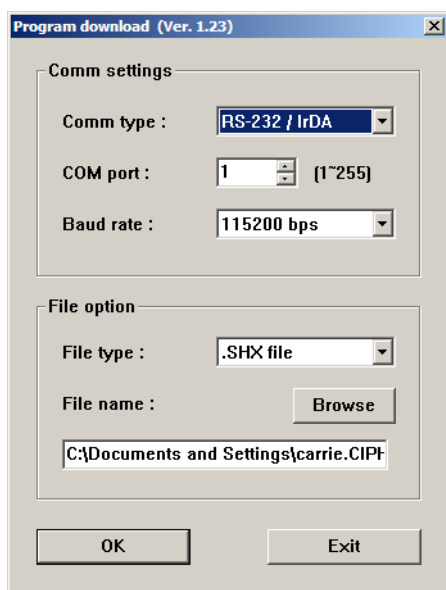 Program download (Ver. 1.23)
Comm settings
Comm type : RS-232 / IrDA
COM port : 1 (1~255)
Baud rate : 115200 bps
File option
File type : .SHX file
File name : Browse
C:\Documents and Settings\carrie.CIPH
OK Exit